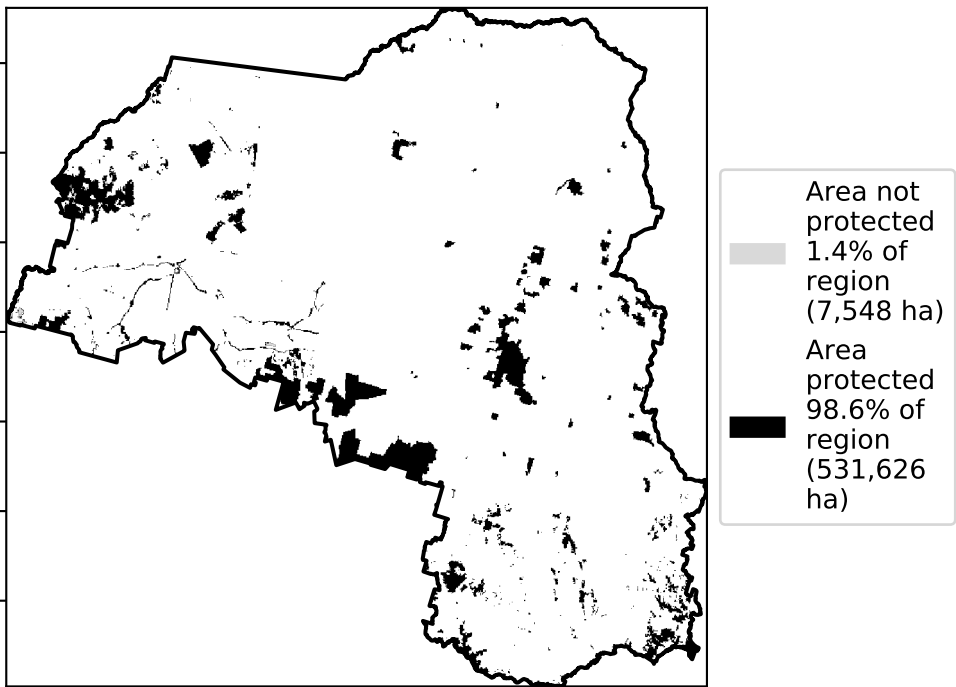 Area not
protected
1.4% of
region
(7,548 ha)
Area
protected
98.6% of
region
(531,626
ha)